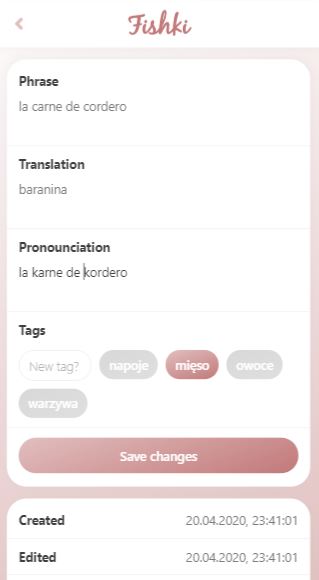 Fishki
Phrase
la carne de cordero
Translation
baranina
Pronounciation
la karne de kordero
Tags
New tag? napoje mięso owoce
warzywa
Save changes
Created 20.04.2020, 23:41:01
Edited 20.04.2020, 23:41:01